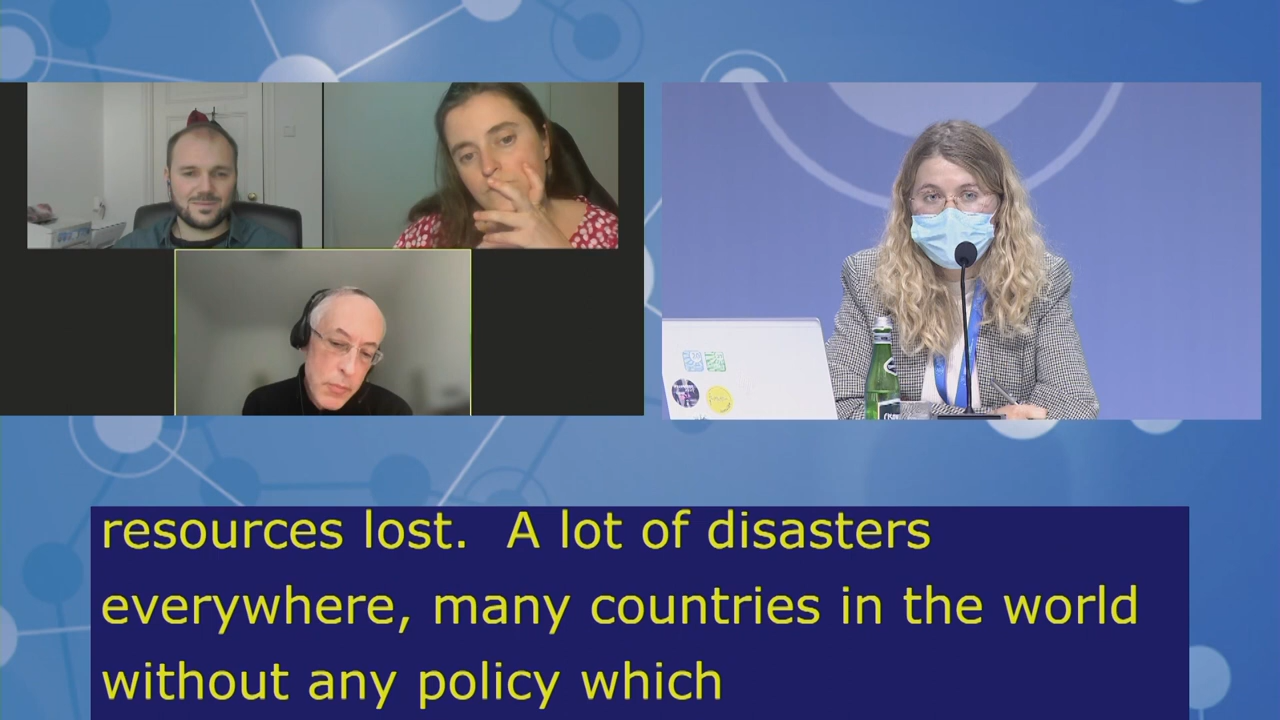 resources lost.  A lot of disasters
everywhere, many countries in the world
without any policy which